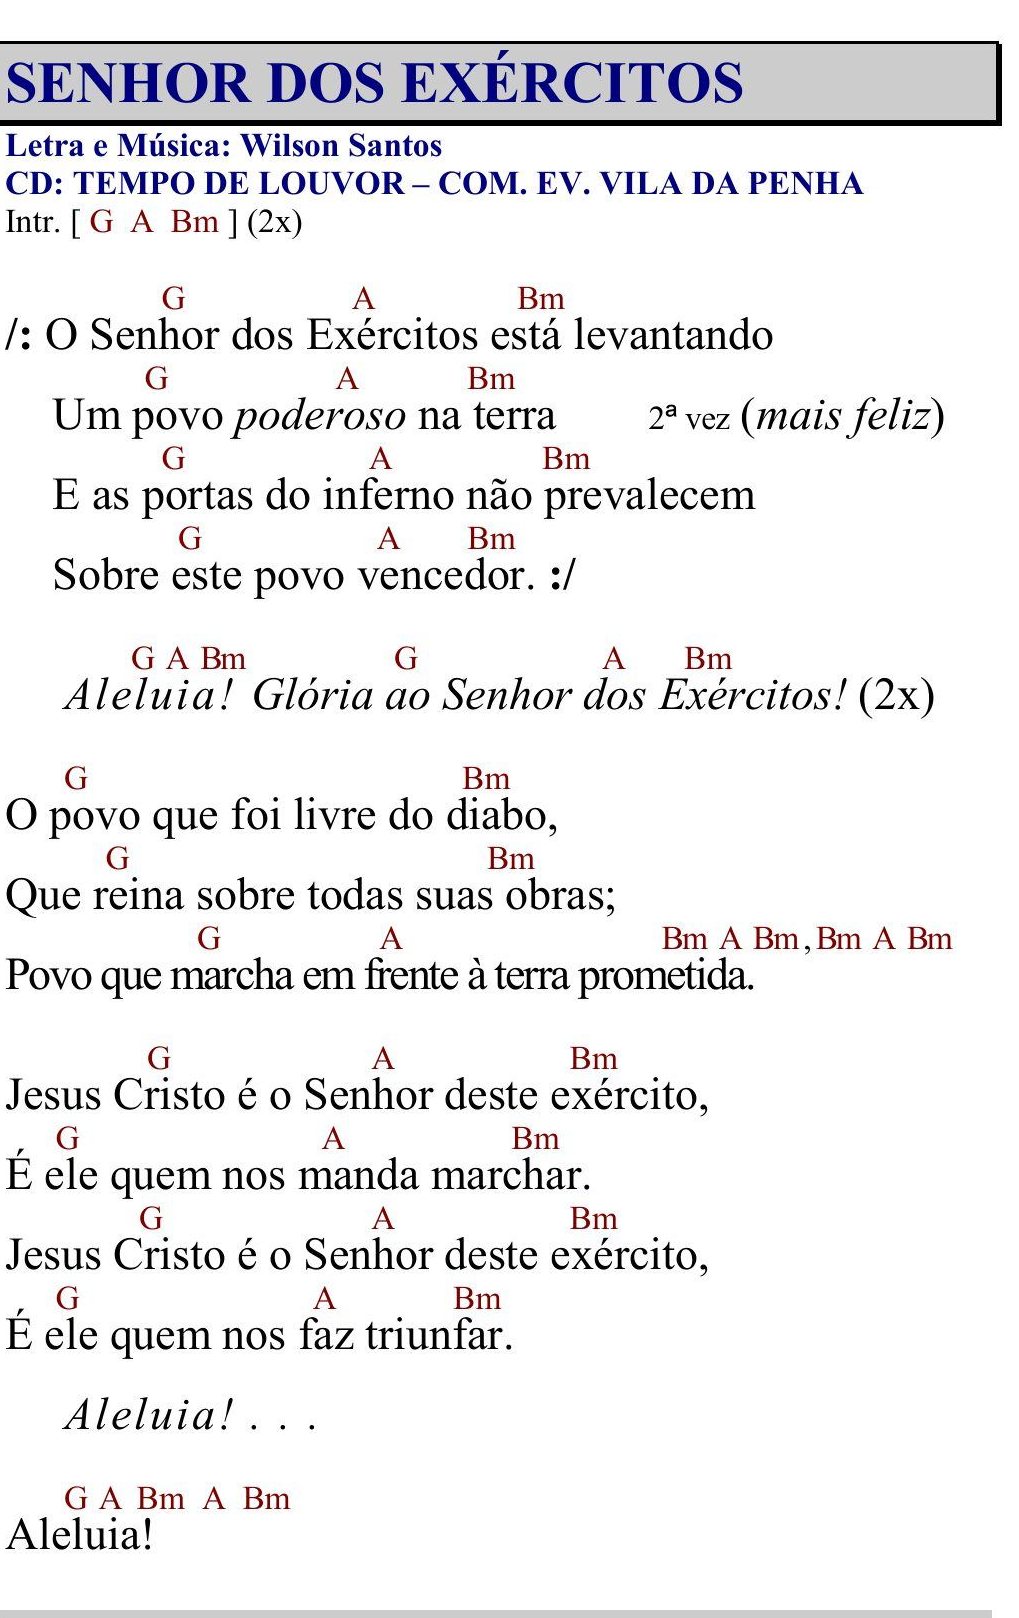 SENHOR DOS EXÉRCITOS
Letra e Música: Wilson Santos
CD: TEMPO DE LOUVOR – COM. EV. VILA DA PENHA
Intr. [ G A Bm ] (2x)
G A Bm
/: O Senhor dos Exércitos está levantando
G A Bm
Um povo poderoso na terra 2ª vez (mais feliz)
G A Bm
E as portas do inferno não prevalecem
G A Bm
Sobre este povo vencedor. :/
G A Bm G A Bm
Aleluia! Glória ao Senhor dos Exércitos! (2x)
G Bm
O povo que foi livre do diabo,
G Bm
Que reina sobre todas suas obras;
G A Bm A Bm, Bm A Bm
Povo que marcha em frente à terra prometida.
G A Bm
Jesus Cristo é o Senhor deste exército,
G A Bm
É ele quem nos manda marchar.
G A Bm
Jesus Cristo é o Senhor deste exército,
G A Bm
É ele quem nos faz triunfar.
Aleluia! . . .
G A Bm A Bm
Aleluia!